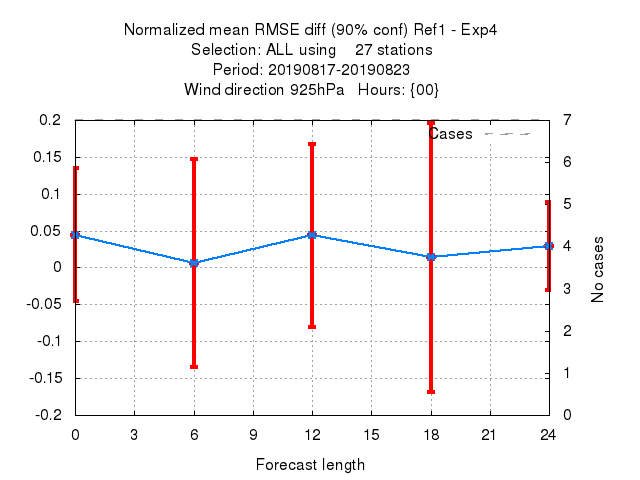 Normalized mean RMSE diff (90% conf) Ref1 - Exp4
Selection: ALL using    27 stations
Period: 20190817-20190823
Wind direction 925hPa   Hours: {00}
Cases
0.2
0.15
0.1
0.05
0
-0.05
-0.1
-0.15
-0.2
7
6
5
4
3
2
1
0
No cases
0 3 6 9 12 15 18 21 24
Forecast length